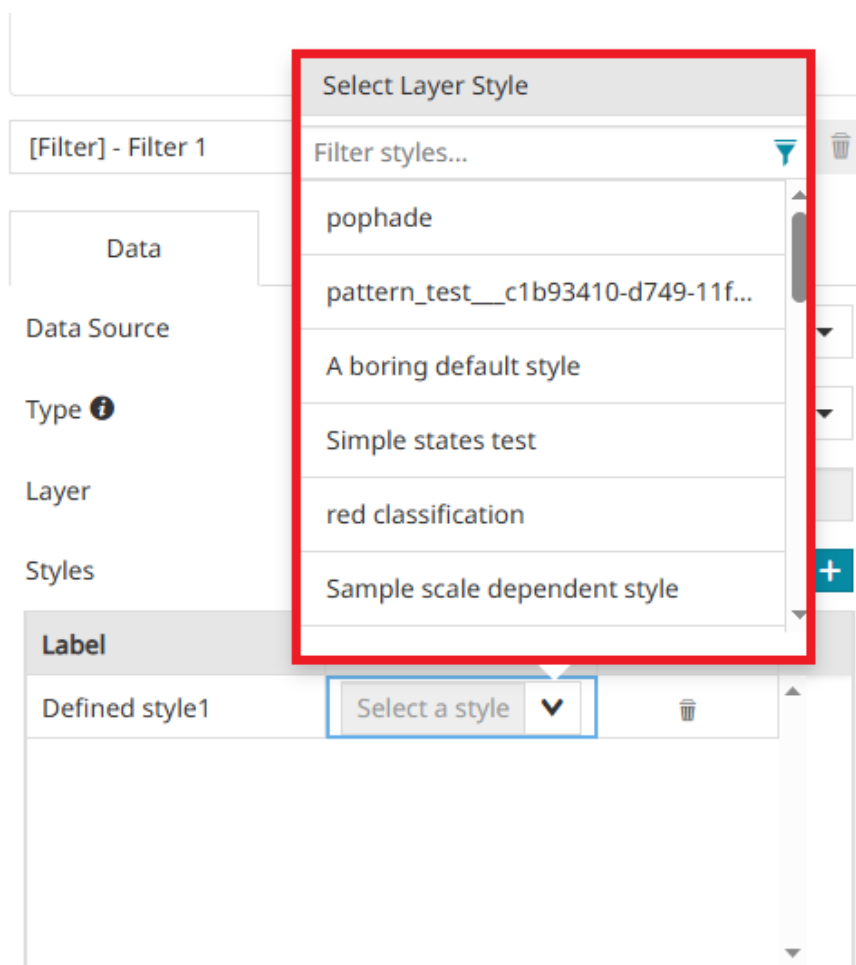 Select Layer Style
[Filter] - Filter 1
Filter styles...
pophade
Data
pattern_test___c1b93410-d749-11f...
Data Source
A boring default style
Type
Simple states test
Layer
red classification
Styles
Sample scale dependent style
Label
Defined style1
Select a style